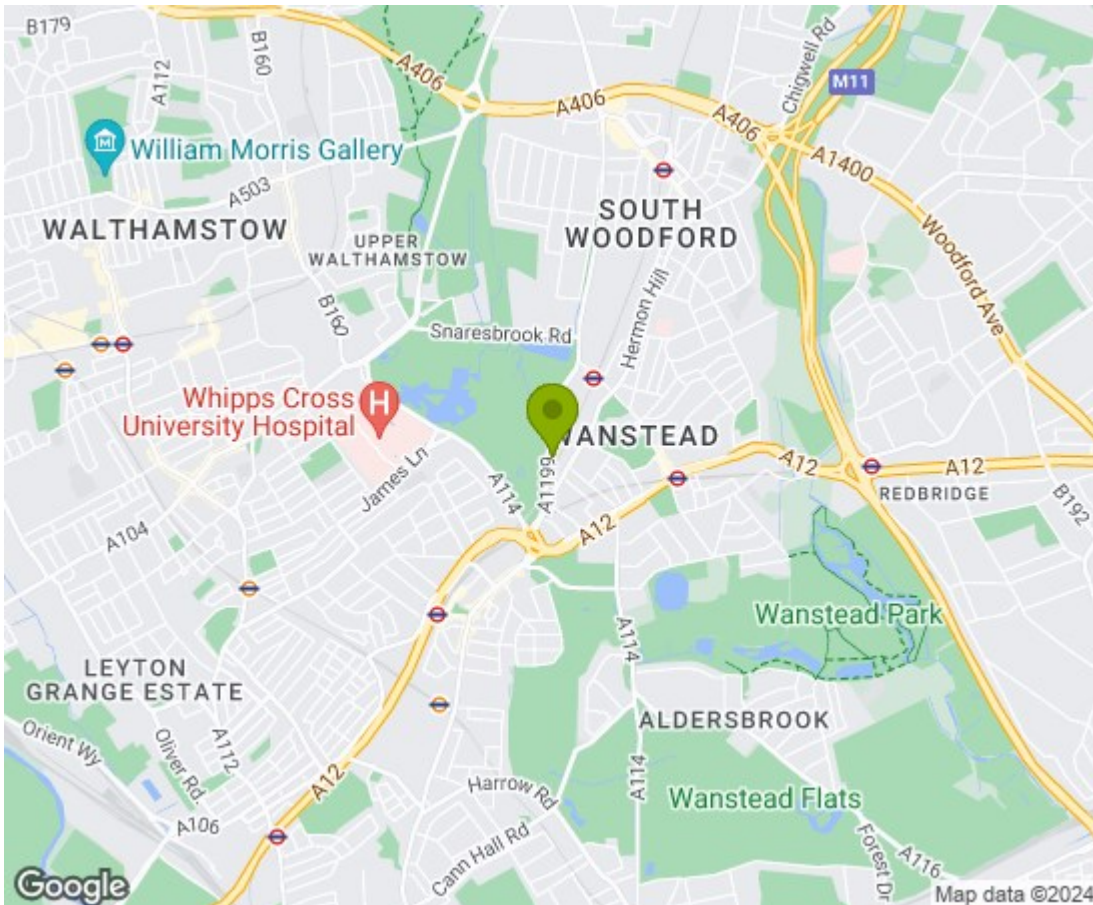 B179
A112
B160
A406
A406
Chigwell Rd
M11
A406
A1400
William Morris Gallery
A503
WALTHAMSTOW
UPPER
WALTHAMSTOW
SOUTH
WOODFORD
Woodford Ave
B160
Snaresbrook Rd
Hermon Hill
Whipps Cross
University Hospital
H
WANSTEAD
James Ln
A114
A1199
A12
A12
A12
REDBRIDGE
B192
A104
Wanstead Park
A114
LEYTON
GRANGE ESTATE
ALDERSBROOK
Orient Wy
Oliver Rd.
A112
A12
A114
Harrow Rd
Wanstead Flats
A106
Cann Hall Rd
Forest Dr
A116
Google
Map data ©2024